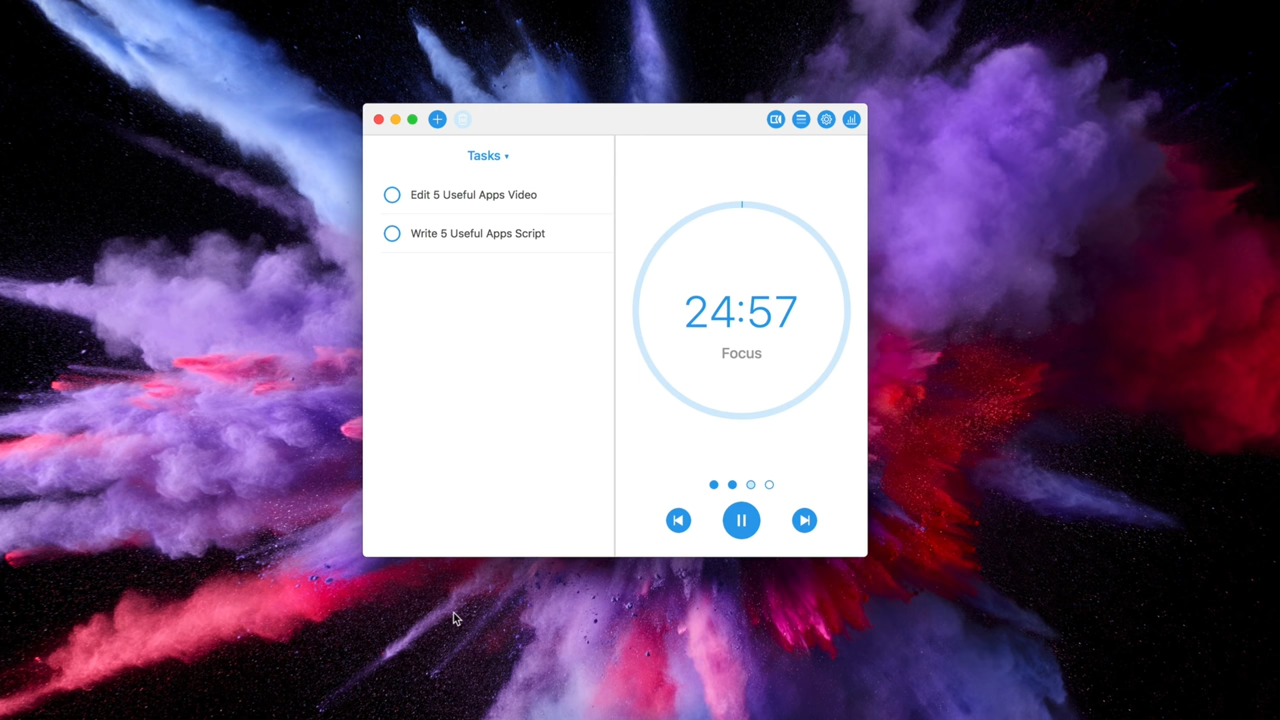 Tasks ▾
Edit 5 Useful Apps Video
Write 5 Useful Apps Script
24:57
Focus